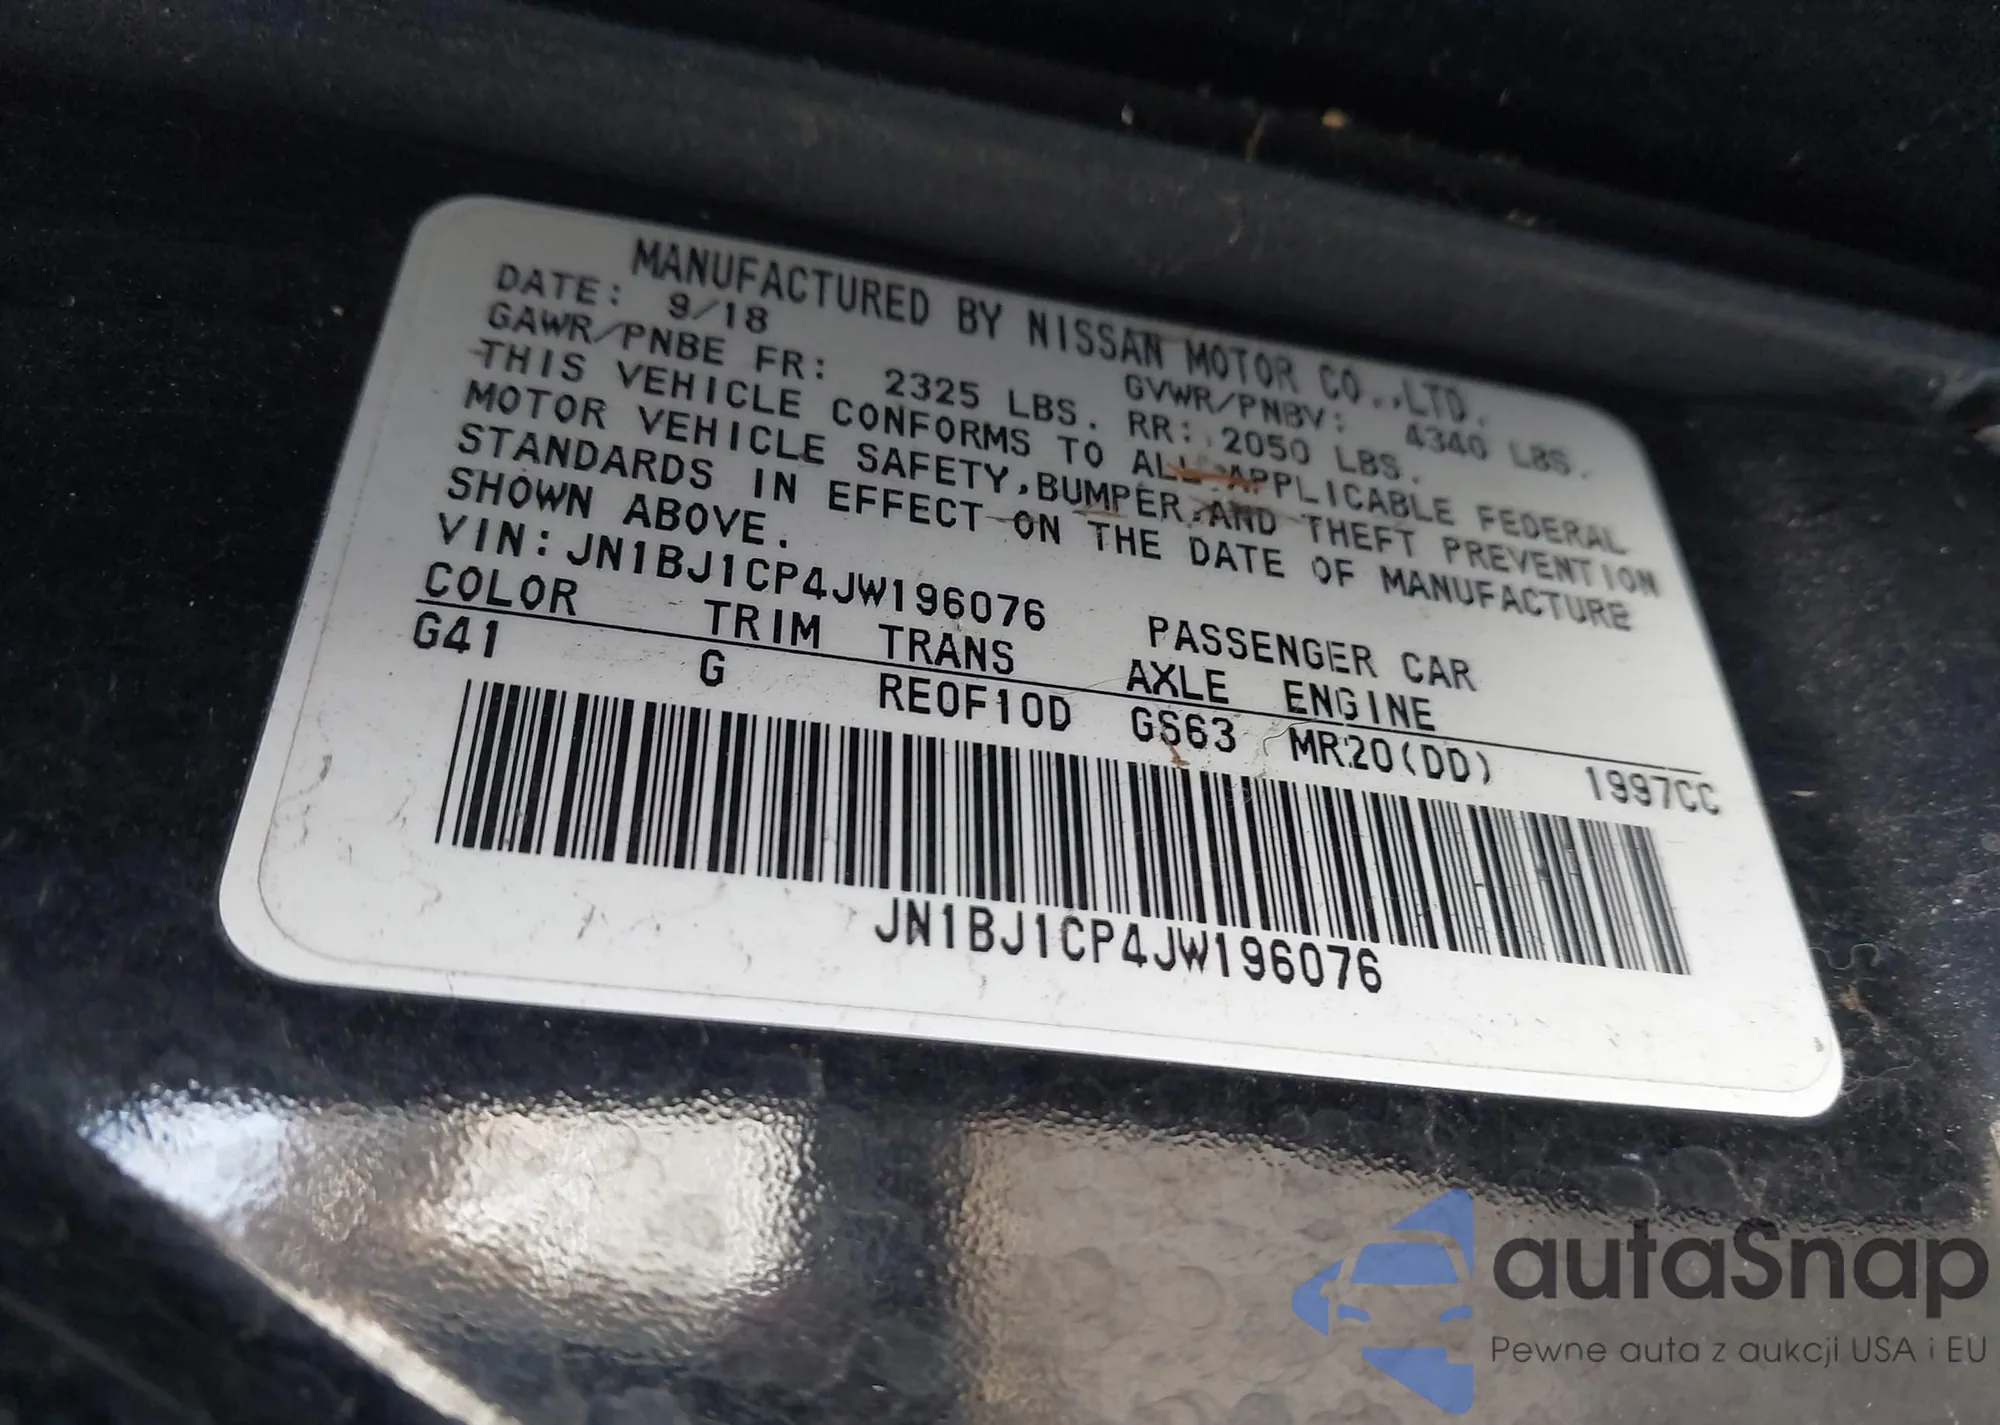 MANUFACTURED BY NISSAN MOTOR CO.,LTD.
DATE: 9/18 GVWR/PNBV: 4340 LBS.
GAWR/PNBE FR: 2325 LBS. RR: 2050 LBS.
THIS VEHICLE CONFORMS TO ALL APPLICABLE FEDERAL
MOTOR VEHICLE SAFETY,BUMPER,AND THEFT PREVENTION
STANDARDS IN EFFECT ON THE DATE OF MANUFACTURE
SHOWN ABOVE.
VIN:JN1BJ1CP4JW196076 PASSENGER CAR
COLOR TRIM TRANS AXLE ENGINE
G41 G RE0F10D GS63 MR20(DD) 1997CC
JN1BJ1CP4JW196076
autaSnap
Pewne auta z aukcji USA i EU